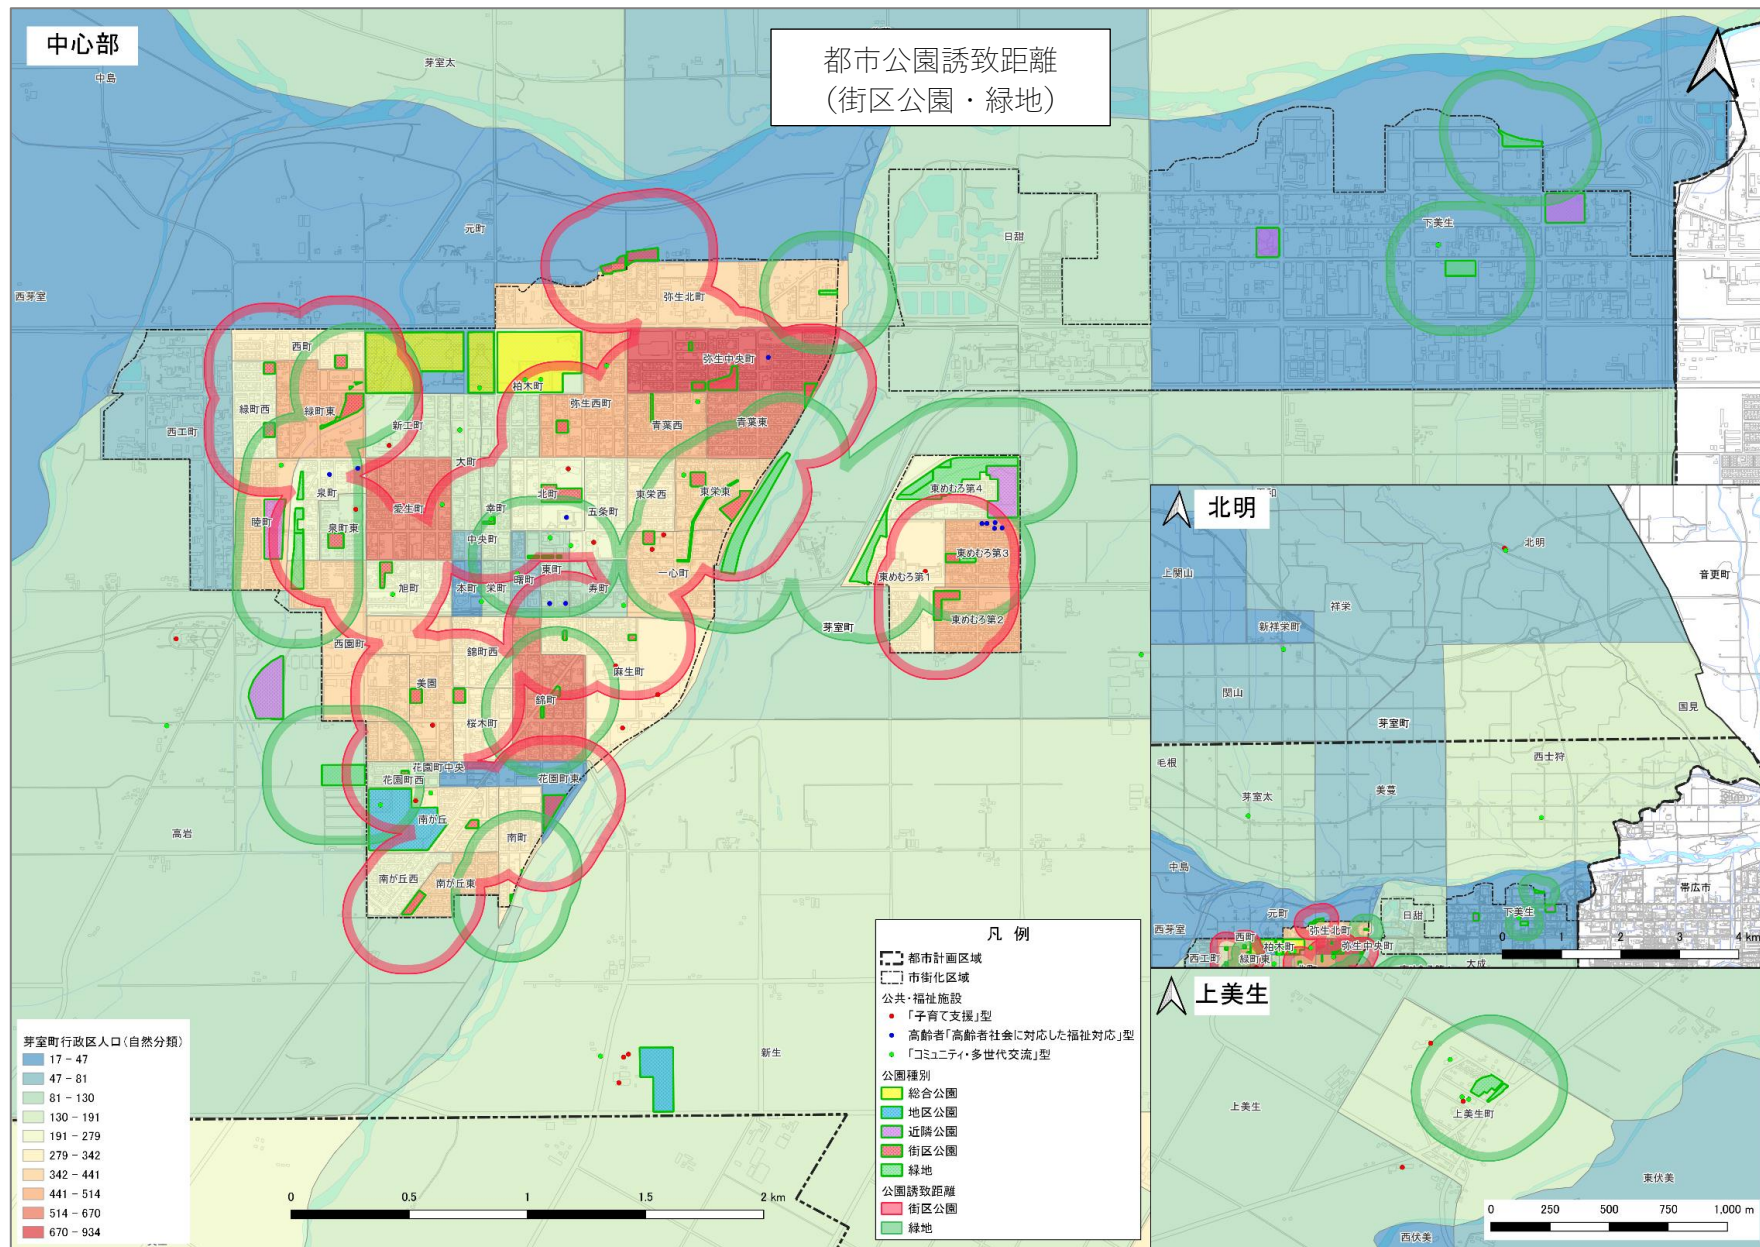 中心部
都市公園誘致距離
（街区公園・緑地）
中島
芽室太
元町
西芽室
日甜
弥生北町
西町
弥生中央町
柏木町
緑町西
緑町東
新工町
弥生西町
青葉西
青葉東
西工町
大町
泉町
北町
東栄西
東栄東
東めむろ第4
睦町
泉町東
愛生町
幸町
五条町
中央町
東めむろ第3
旭町
本町
栄町
曙町
東町
寿町
一心町
東めむろ第1
東めむろ第2
芽室町
西園町
錦町西
麻生町
美園
錦町
桜木町
花園町中央
花園町西
花園町東
南が丘
南町
高岩
南が丘西
南が丘東
新生
下美生
北明
北明
上関山
祥栄
音更町
新祥栄町
関山
芽室町
国見
毛根
西士狩
美蔓
芽室太
中島
帯広市
元町
日甜
下美生
西芽室
弥生北町
西町
柏木町
弥生中央町
西工町
緑町東
大成
0 1 2 3 4 km
上美生
上美生
上美生町
東伏美
西伏美
0 250 500 750 1,000 m
凡 例
都市計画区域
市街化区域
公共・福祉施設
「子育て支援」型
高齢者「高齢者社会に対応した福祉対応」型
「コミュニティ・多世代交流」型
公園種別
総合公園
地区公園
近隣公園
街区公園
緑地
公園誘致距離
街区公園
緑地
芽室町行政区人口（自然分類）
17 - 47
47 - 81
81 - 130
130 - 191
191 - 279
279 - 342
342 - 441
441 - 514
514 - 670
670 - 934
0 0.5 1 1.5 2 km